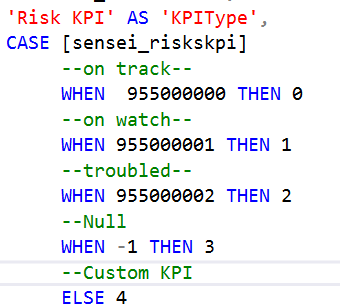 'Risk KPI' AS 'KPIType',
CASE [sensei_riskskpi]
--on track--
WHEN  955000000 THEN 0
--on watch--
WHEN 955000001 THEN 1
--troubled--
WHEN 955000002 THEN 2
--Null
WHEN -1 THEN 3
--Custom KPI
ELSE 4